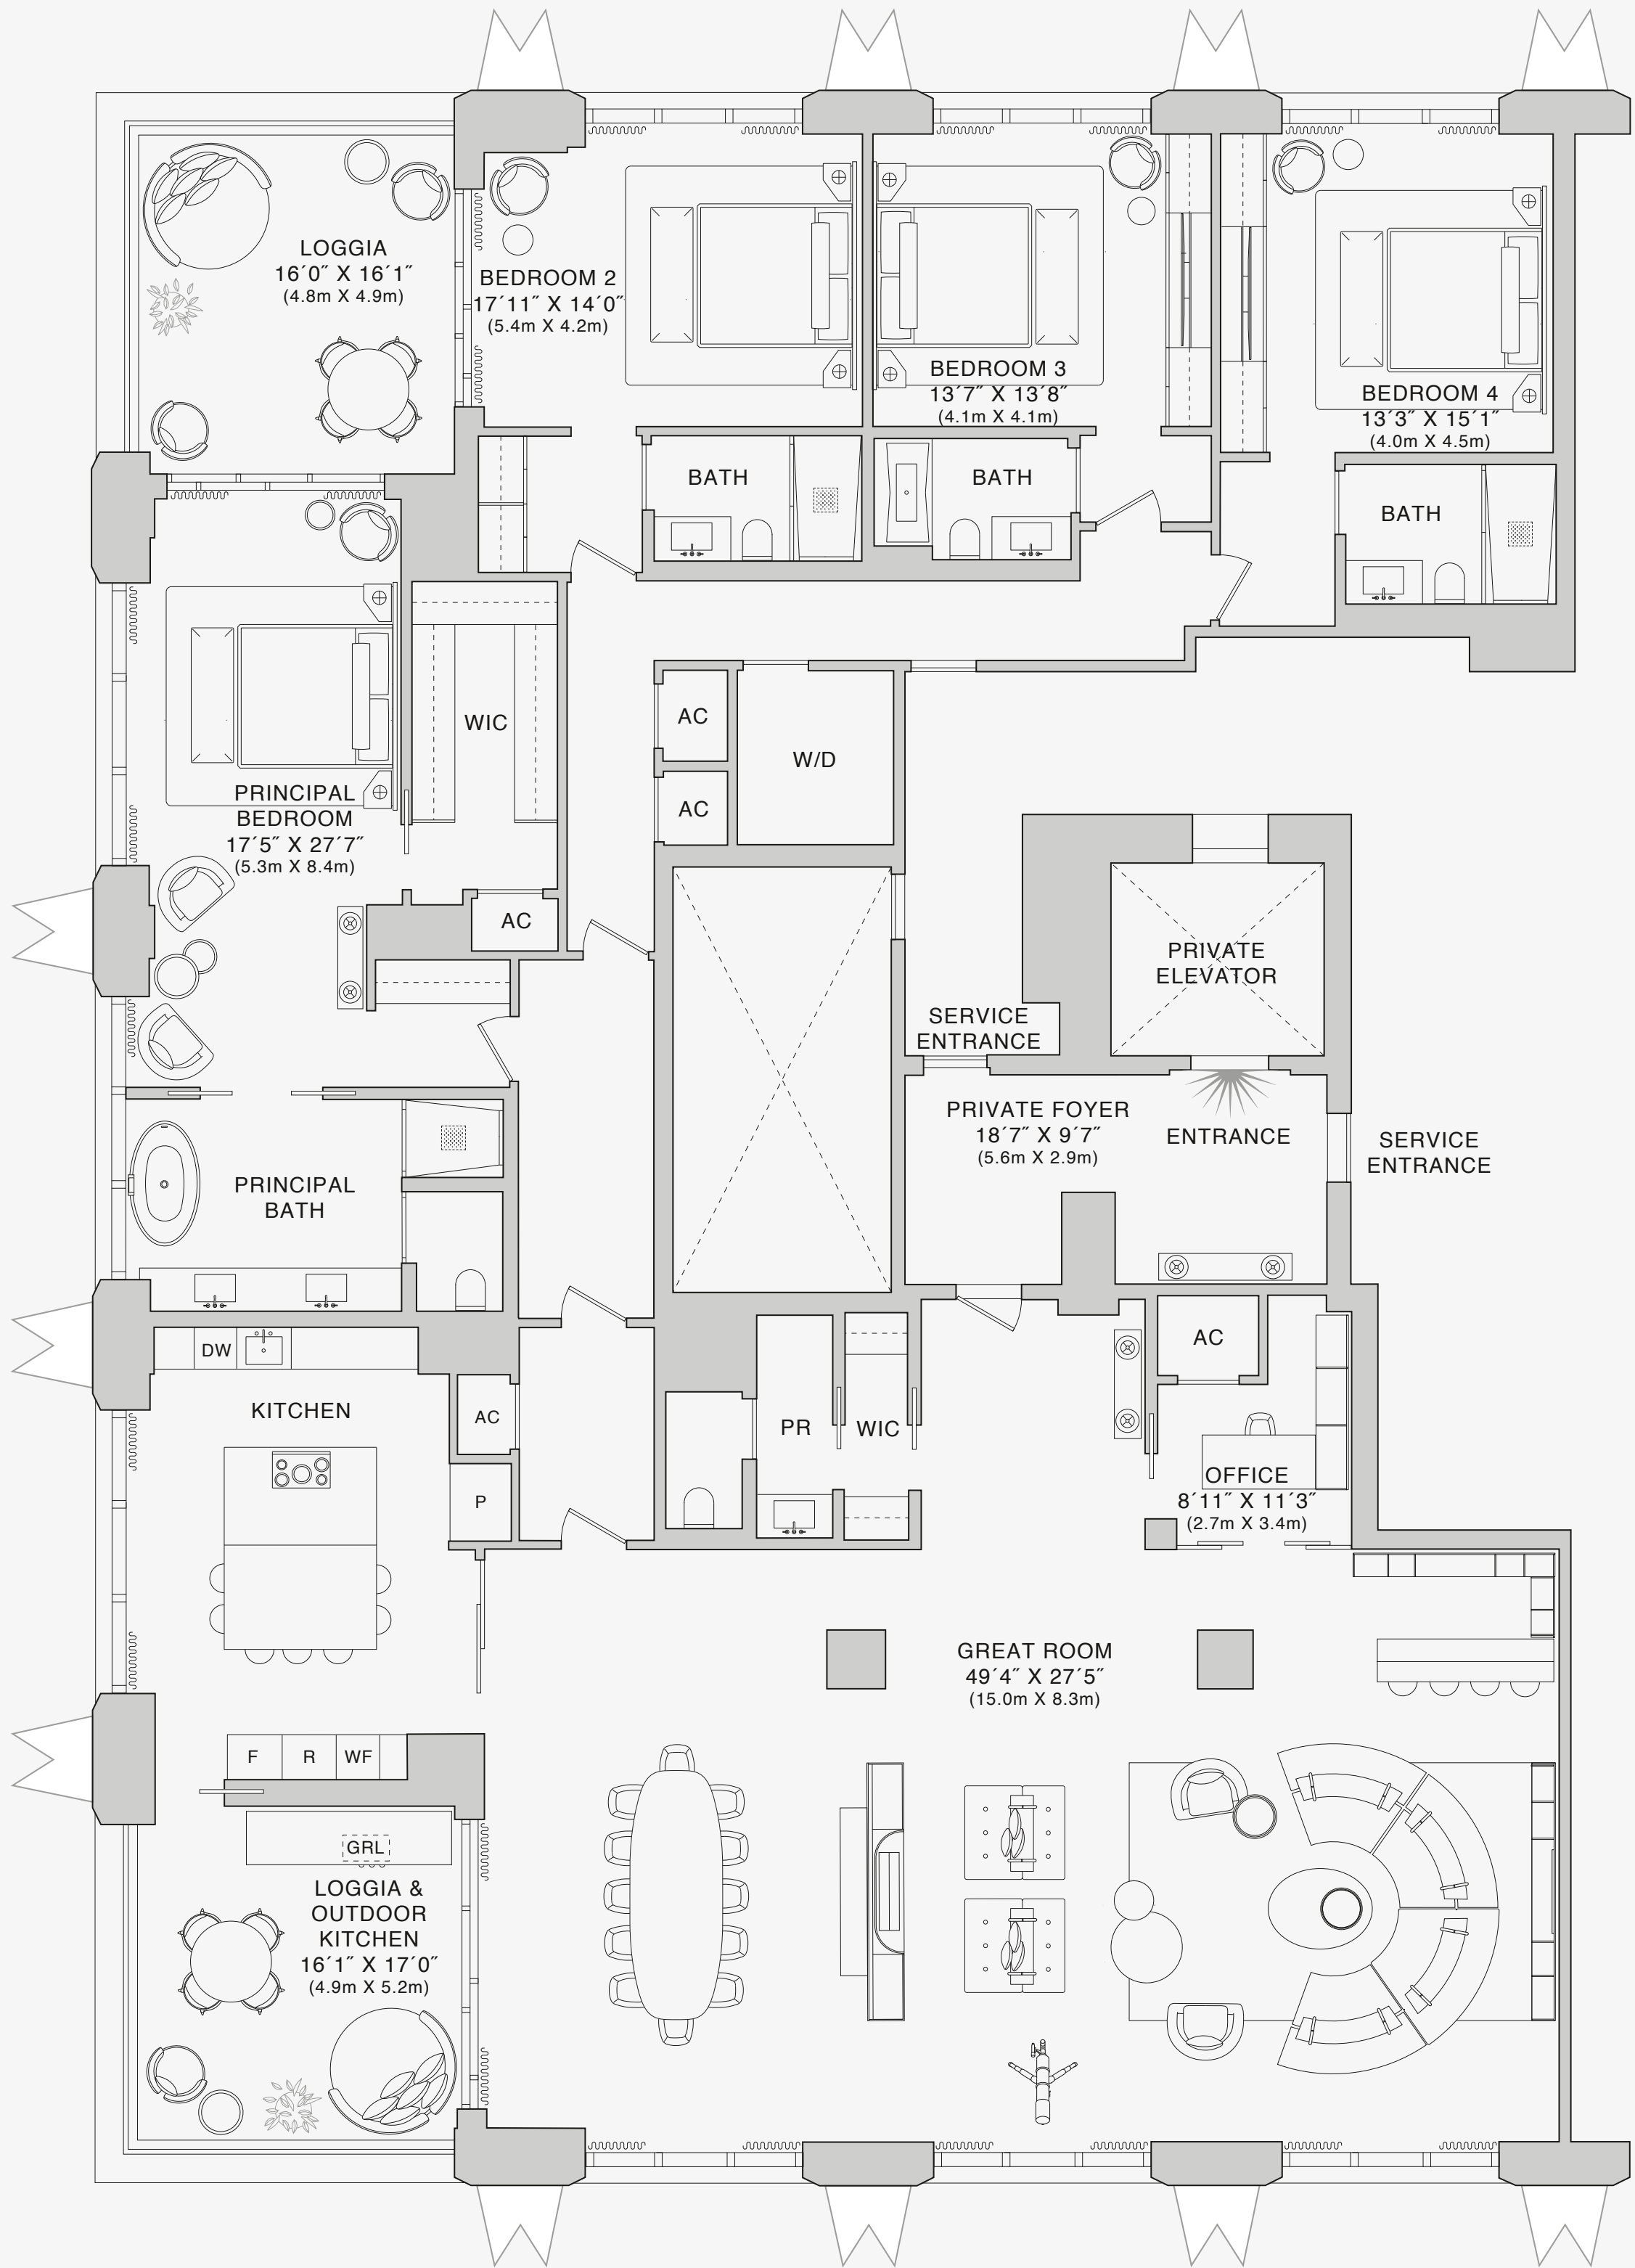 LOGGIA
16´0˝ X 16´1˝
(4.8m X 4.9m)
BEDROOM 2
17´11˝ X 14´0˝
(5.4m X 4.2m)
BEDROOM 3
13´7˝ X 13´8˝
(4.1m X 4.1m)
BEDROOM 4
13´3˝ X 15´1˝
(4.0m X 4.5m)
BATH
BATH
BATH
WIC
AC
W/D
AC
PRINCIPAL
BEDROOM
17´5˝ X 27´7˝
(5.3m X 8.4m)
AC
PRIVATE
ELEVATOR
SERVICE
ENTRANCE
PRIVATE FOYER
18´7˝ X 9´7˝
(5.6m X 2.9m)
ENTRANCE
SERVICE
ENTRANCE
PRINCIPAL
BATH
DW
KITCHEN
AC
P
PR
WIC
AC
OFFICE
8´11˝ X 11´3˝
(2.7m X 3.4m)
GREAT ROOM
49´4˝ X 27´5˝
(15.0m X 8.3m)
F
R
WF
GRL
LOGGIA &
OUTDOOR
KITCHEN
16´1˝ X 17´0˝
(4.9m X 5.2m)